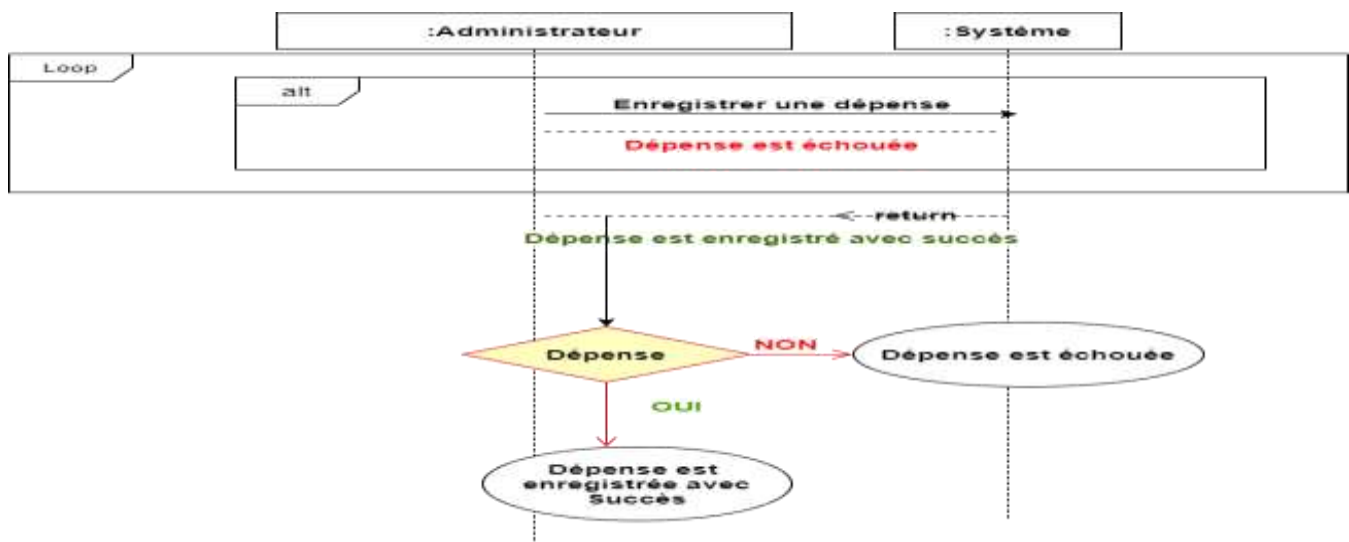 :Administrateur
:Système
Loop
alt
Enregistrer une dépense
Dépense est échouée
return
Dépense est enregistré avec succès
Dépense
NON
Dépense est échouée
OUI
Dépense est
enregistrée avec
Succès